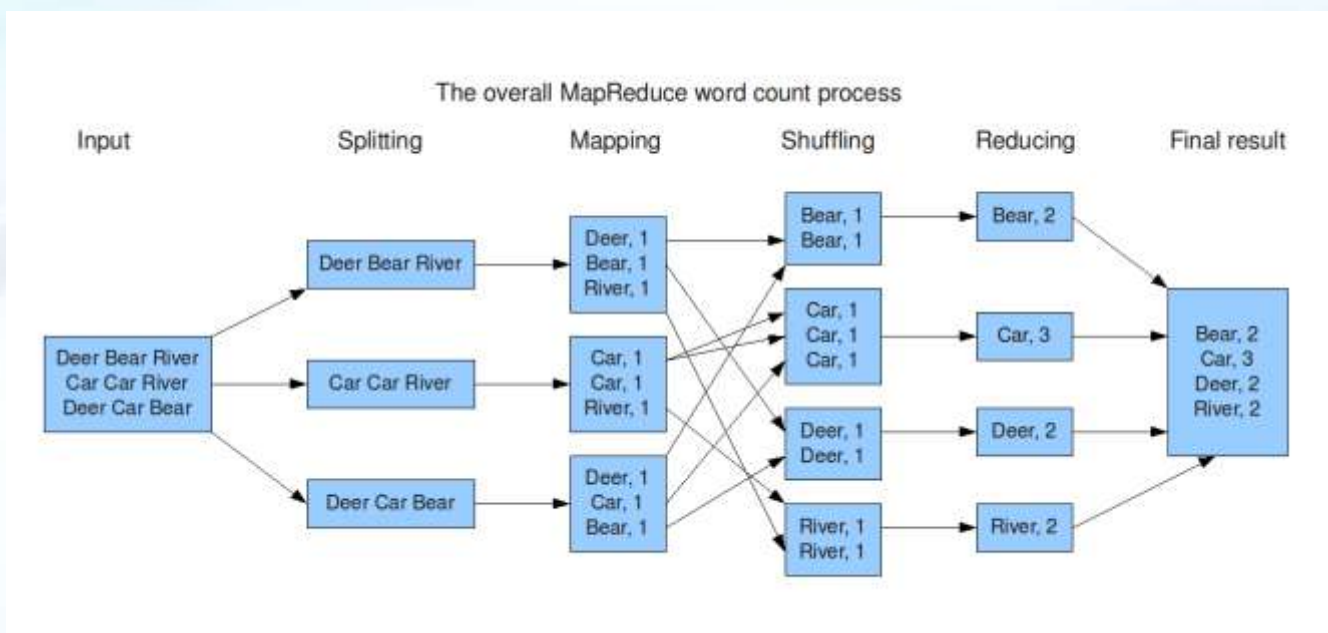 The overall MapReduce word count process
Input
Splitting
Mapping
Shuffling
Reducing
Final result
Deer Bear River
Car Car River
Deer Car Bear
Deer Bear River
Car Car River
Deer Car Bear
Deer, 1
Bear, 1
River, 1
Car, 1
Car, 1
River, 1
Deer, 1
Car, 1
Bear, 1
Bear, 1
Bear, 1
Car, 1
Car, 1
Car, 1
Deer, 1
Deer, 1
River, 1
River, 1
Bear, 2
Car, 3
Deer, 2
River, 2
Bear, 2
Car, 3
Deer, 2
River, 2